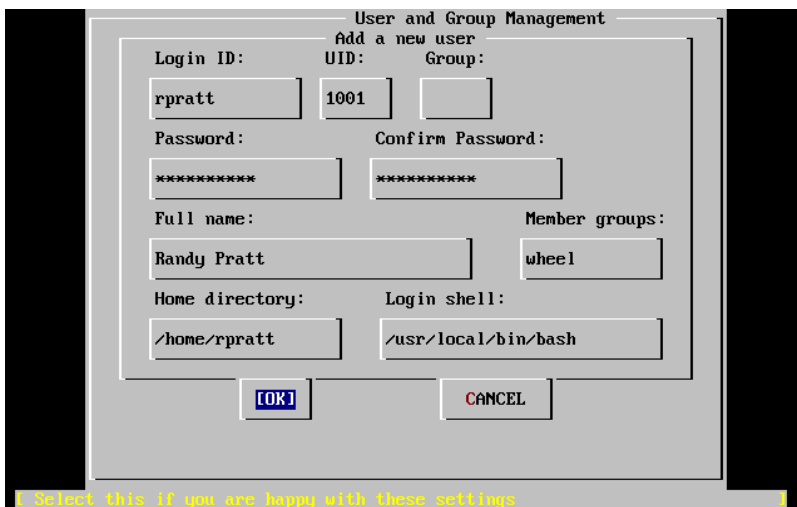 User and Group Management
Add a new user
Login ID: UID: Group:
rpratt 1001
Password: Confirm Password:
********** **********
Full name: Member groups:
Randy Pratt wheel
Home directory: Login shell:
/home/rpratt /usr/local/bin/bash
[OK] CANCEL
[ Select this if you are happy with these settings ]